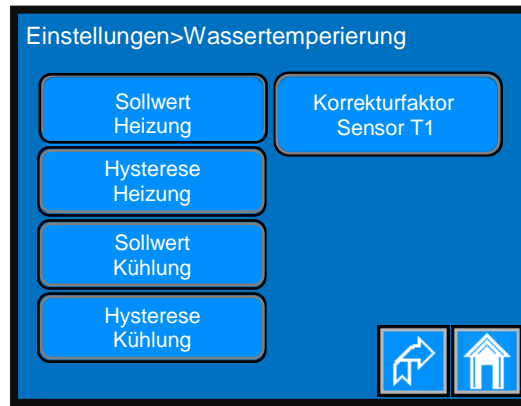 Einstellungen>Wassertemperierung
Sollwert
Heizung
Korrekturfaktor
Sensor T1
Hysterese
Heizung
Sollwert
Kühlung
Hysterese
Kühlung